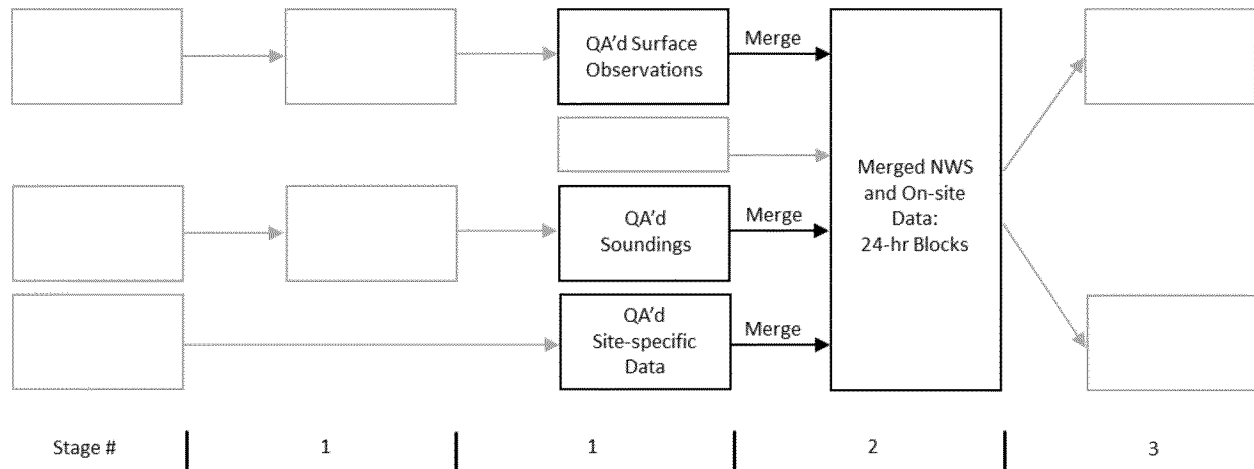 QA'd Surface
Observations
Merge
QA'd
Soundings
Merge
QA'd
Site-specific
Data
Merge
Merged NWS
and On-site
Data:
24-hr Blocks
Stage #
1
1
2
3